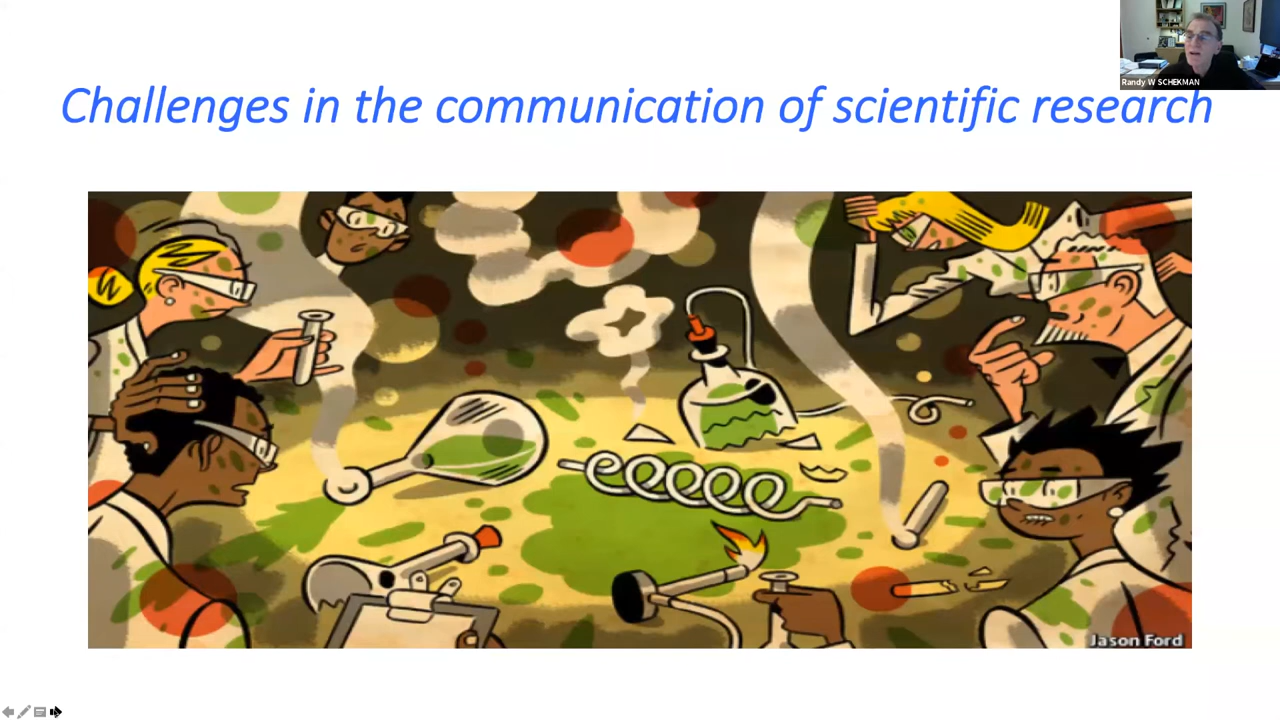 Randy W SCHEKMAN
Challenges in the communication of scientific research
Jason Ford